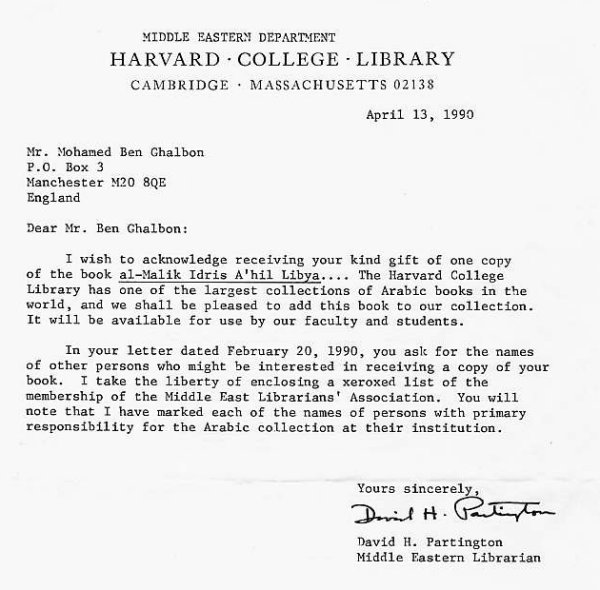 MIDDLE EASTERN DEPARTMENT
HARVARD · COLLEGE · LIBRARY
CAMBRIDGE · MASSACHUSETTS 02138
April 13, 1990
Mr. Mohamed Ben Ghalbon
P.O. Box 3
Manchester M20 8QE
England
Dear Mr. Ben Ghalbon:
I wish to acknowledge receiving your kind gift of one copy
of the book al-Malik Idris A'hil Libya.... The Harvard College
Library has one of the largest collections of Arabic books in the
world, and we shall be pleased to add this book to our collection.
It will be available for use by our faculty and students.
In your letter dated February 20, 1990, you ask for the names
of other persons who might be interested in receiving a copy of your
book. I take the liberty of enclosing a xeroxed list of the
membership of the Middle East Librarians' Association. You will
note that I have marked each of the names of persons with primary
responsibility for the Arabic collection at their institution.
Yours sincerely,
David H. Partington
David H. Partington
Middle Eastern Librarian